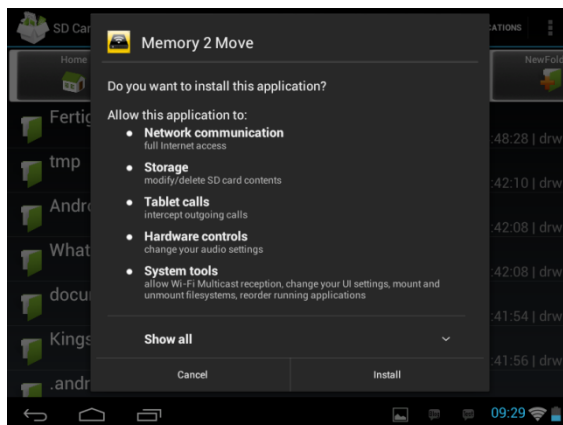 SD Car
Memory 2 Move
ATIONS
Home
NewFold
Do you want to install this application?
Allow this application to:
Network communication
full Internet access
Storage
modify/delete SD card contents
Tablet calls
intercept outgoing calls
Hardware controls
change your audio settings
System tools
allow Wi-Fi Multicast reception, change your UI settings, mount and
unmount filesystems, reorder running applications
Show all
Cancel
Install
Fertig
:48:28 | drw
tmp
:42:10 | drw
Andro
:42:08 | drw
What
:42:08 | drw
docu
:41:54 | drw
Kings
:41:56 | drw
.andr
09:29